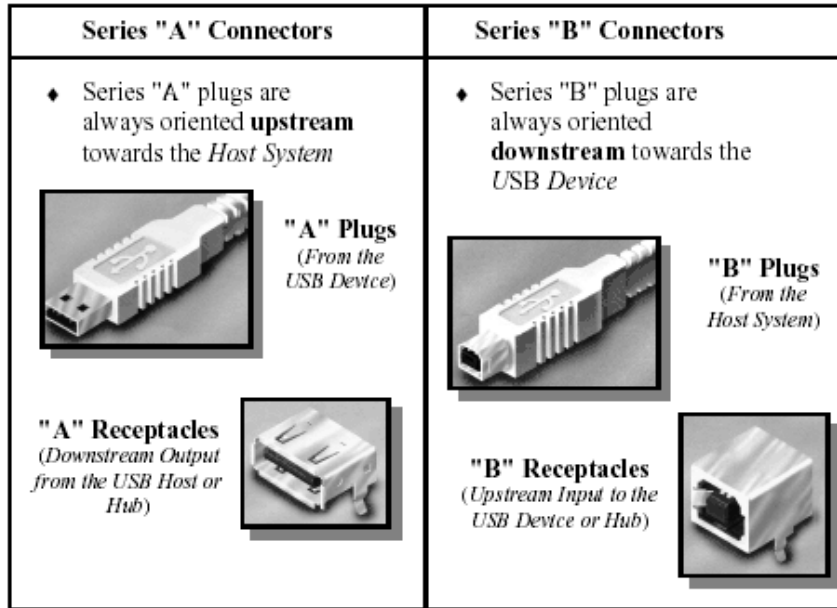 Series "A" Connectors
♦ Series "A" plugs are
always oriented upstream
towards the Host System
"A" Plugs
(From the
USB Device)
"A" Receptacles
(Downstream Output
from the USB Host or
Hub)
Series "B" Connectors
♦ Series "B" plugs are
always oriented
downstream towards the
USB Device
"B" Plugs
(From the
Host System)
"B" Receptacles
(Upstream Input to the
USB Device or Hub)